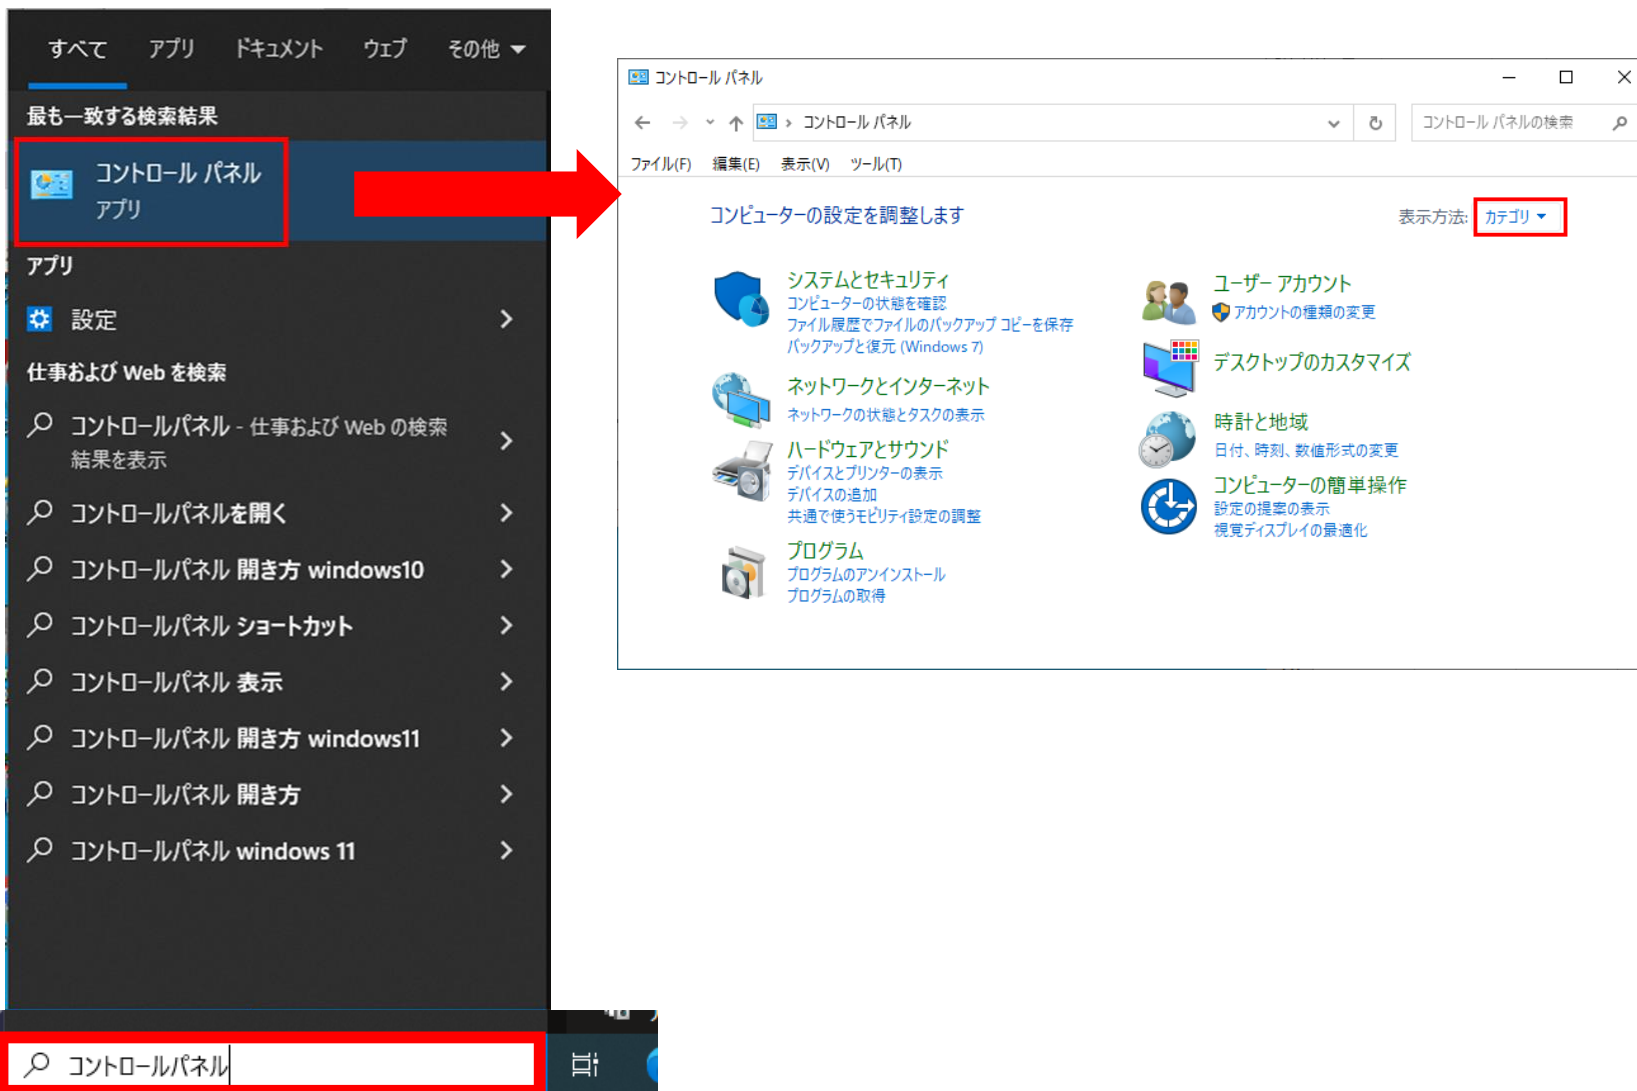 すべて アプリ ドキュメント ウェブ その他
最も一致する検索結果
コントロール パネル
アプリ
アプリ
設定
仕事および Web を検索
コントロールパネル - 仕事および Web の検索
結果を表示
コントロールパネルを開く
コントロールパネル 開き方 windows10
コントロールパネル ショートカット
コントロールパネル 表示
コントロールパネル 開き方 windows11
コントロールパネル 開き方
コントロールパネル windows 11
コントロールパネル
コントロール パネル
コントロール パネル
コントロール パネルの検索
ファイル(F) 編集(E) 表示(V) ツール(T)
コンピューターの設定を調整します
表示方法: カテゴリ
システムとセキュリティ
コンピューターの状態を確認
ファイル履歴でファイルのバックアップ コピーを保存
バックアップと復元 (Windows 7)
ネットワークとインターネット
ネットワークの状態とタスクの表示
ハードウェアとサウンド
デバイスとプリンターの表示
デバイスの追加
共通で使うモビリティ設定の調整
プログラム
プログラムのアンインストール
プログラムの取得
ユーザー アカウント
アカウントの種類の変更
デスクトップのカスタマイズ
時計と地域
日付、時刻、数値形式の変更
コンピューターの簡単操作
設定の提案の表示
視覚ディスプレイの最適化